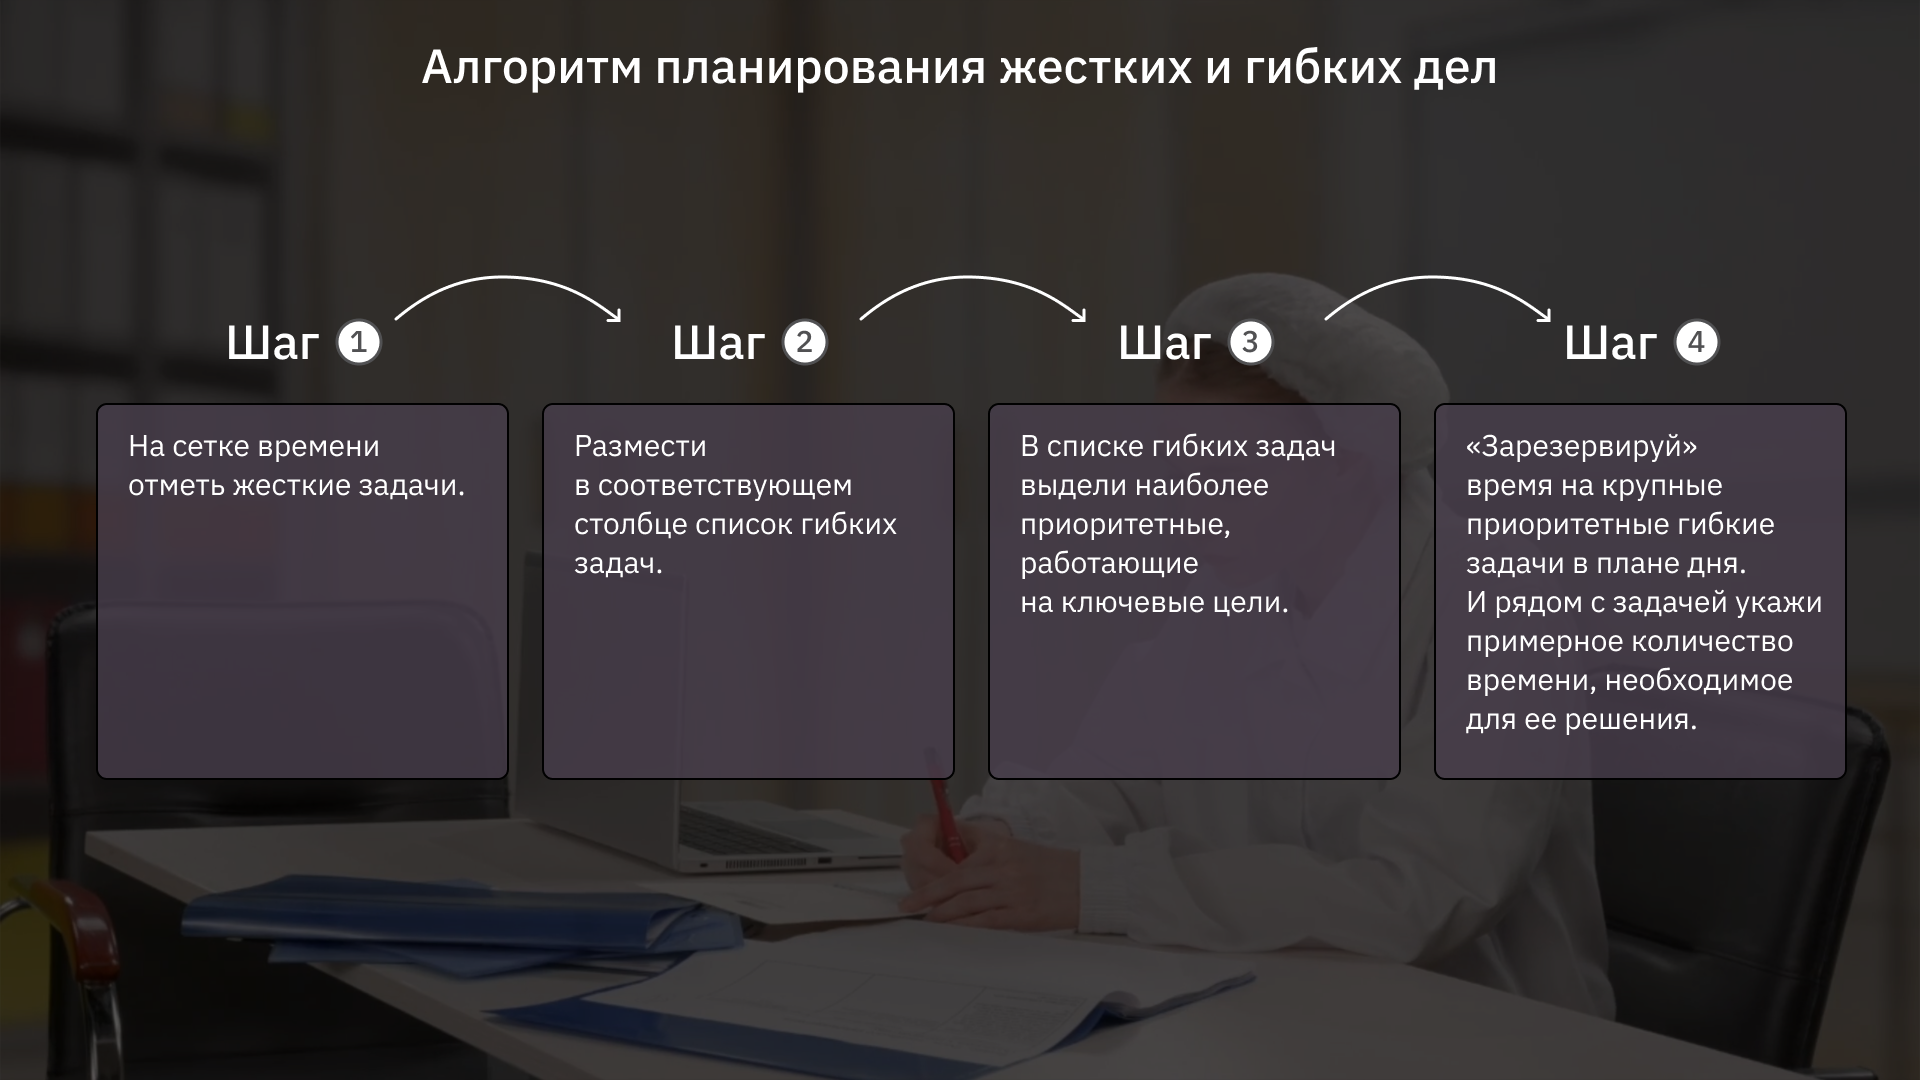 Алгоритм планирования жестких и гибких дел
Шаг 1
На сетке времени
отметь жесткие задачи.
Шаг 2
Размести
в соответствующем
столбце список гибких
задач.
Шаг 3
В списке гибких задач
выдели наиболее
приоритетные,
работающие
на ключевые цели.
Шаг 4
«Зарезервируй»
время на крупные
приоритетные гибкие
задачи в плане дня.
И рядом с задачей укажи
примерное количество
времени, необходимое
для ее решения.